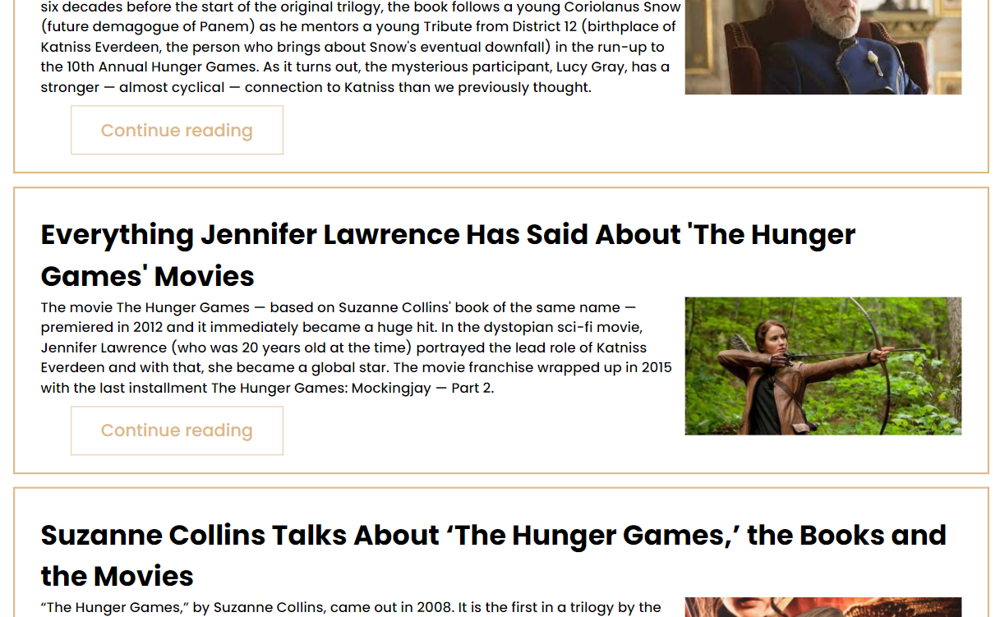 six decades before the start of the original trilogy, the book follows a young Coriolanus Snow
(future demagogue of Panem) as he mentors a young Tribute from District 12 (birthplace of
Katniss Everdeen, the person who brings about Snow's eventual downfall) in the run-up to
the 10th Annual Hunger Games. As it turns out, the mysterious participant, Lucy Gray, has a
stronger — almost cyclical — connection to Katniss than we previously thought.
Continue reading
Everything Jennifer Lawrence Has Said About 'The Hunger
Games' Movies
The movie The Hunger Games — based on Suzanne Collins' book of the same name —
premiered in 2012 and it immediately became a huge hit. In the dystopian sci-fi movie,
Jennifer Lawrence (who was 20 years old at the time) portrayed the lead role of Katniss
Everdeen and with that, she became a global star. The movie franchise wrapped up in 2015
with the last installment The Hunger Games: Mockingjay — Part 2.
Continue reading
Suzanne Collins Talks About ‘The Hunger Games,’ the Books and
the Movies
“The Hunger Games,” by Suzanne Collins, came out in 2008. It is the first in a trilogy by the